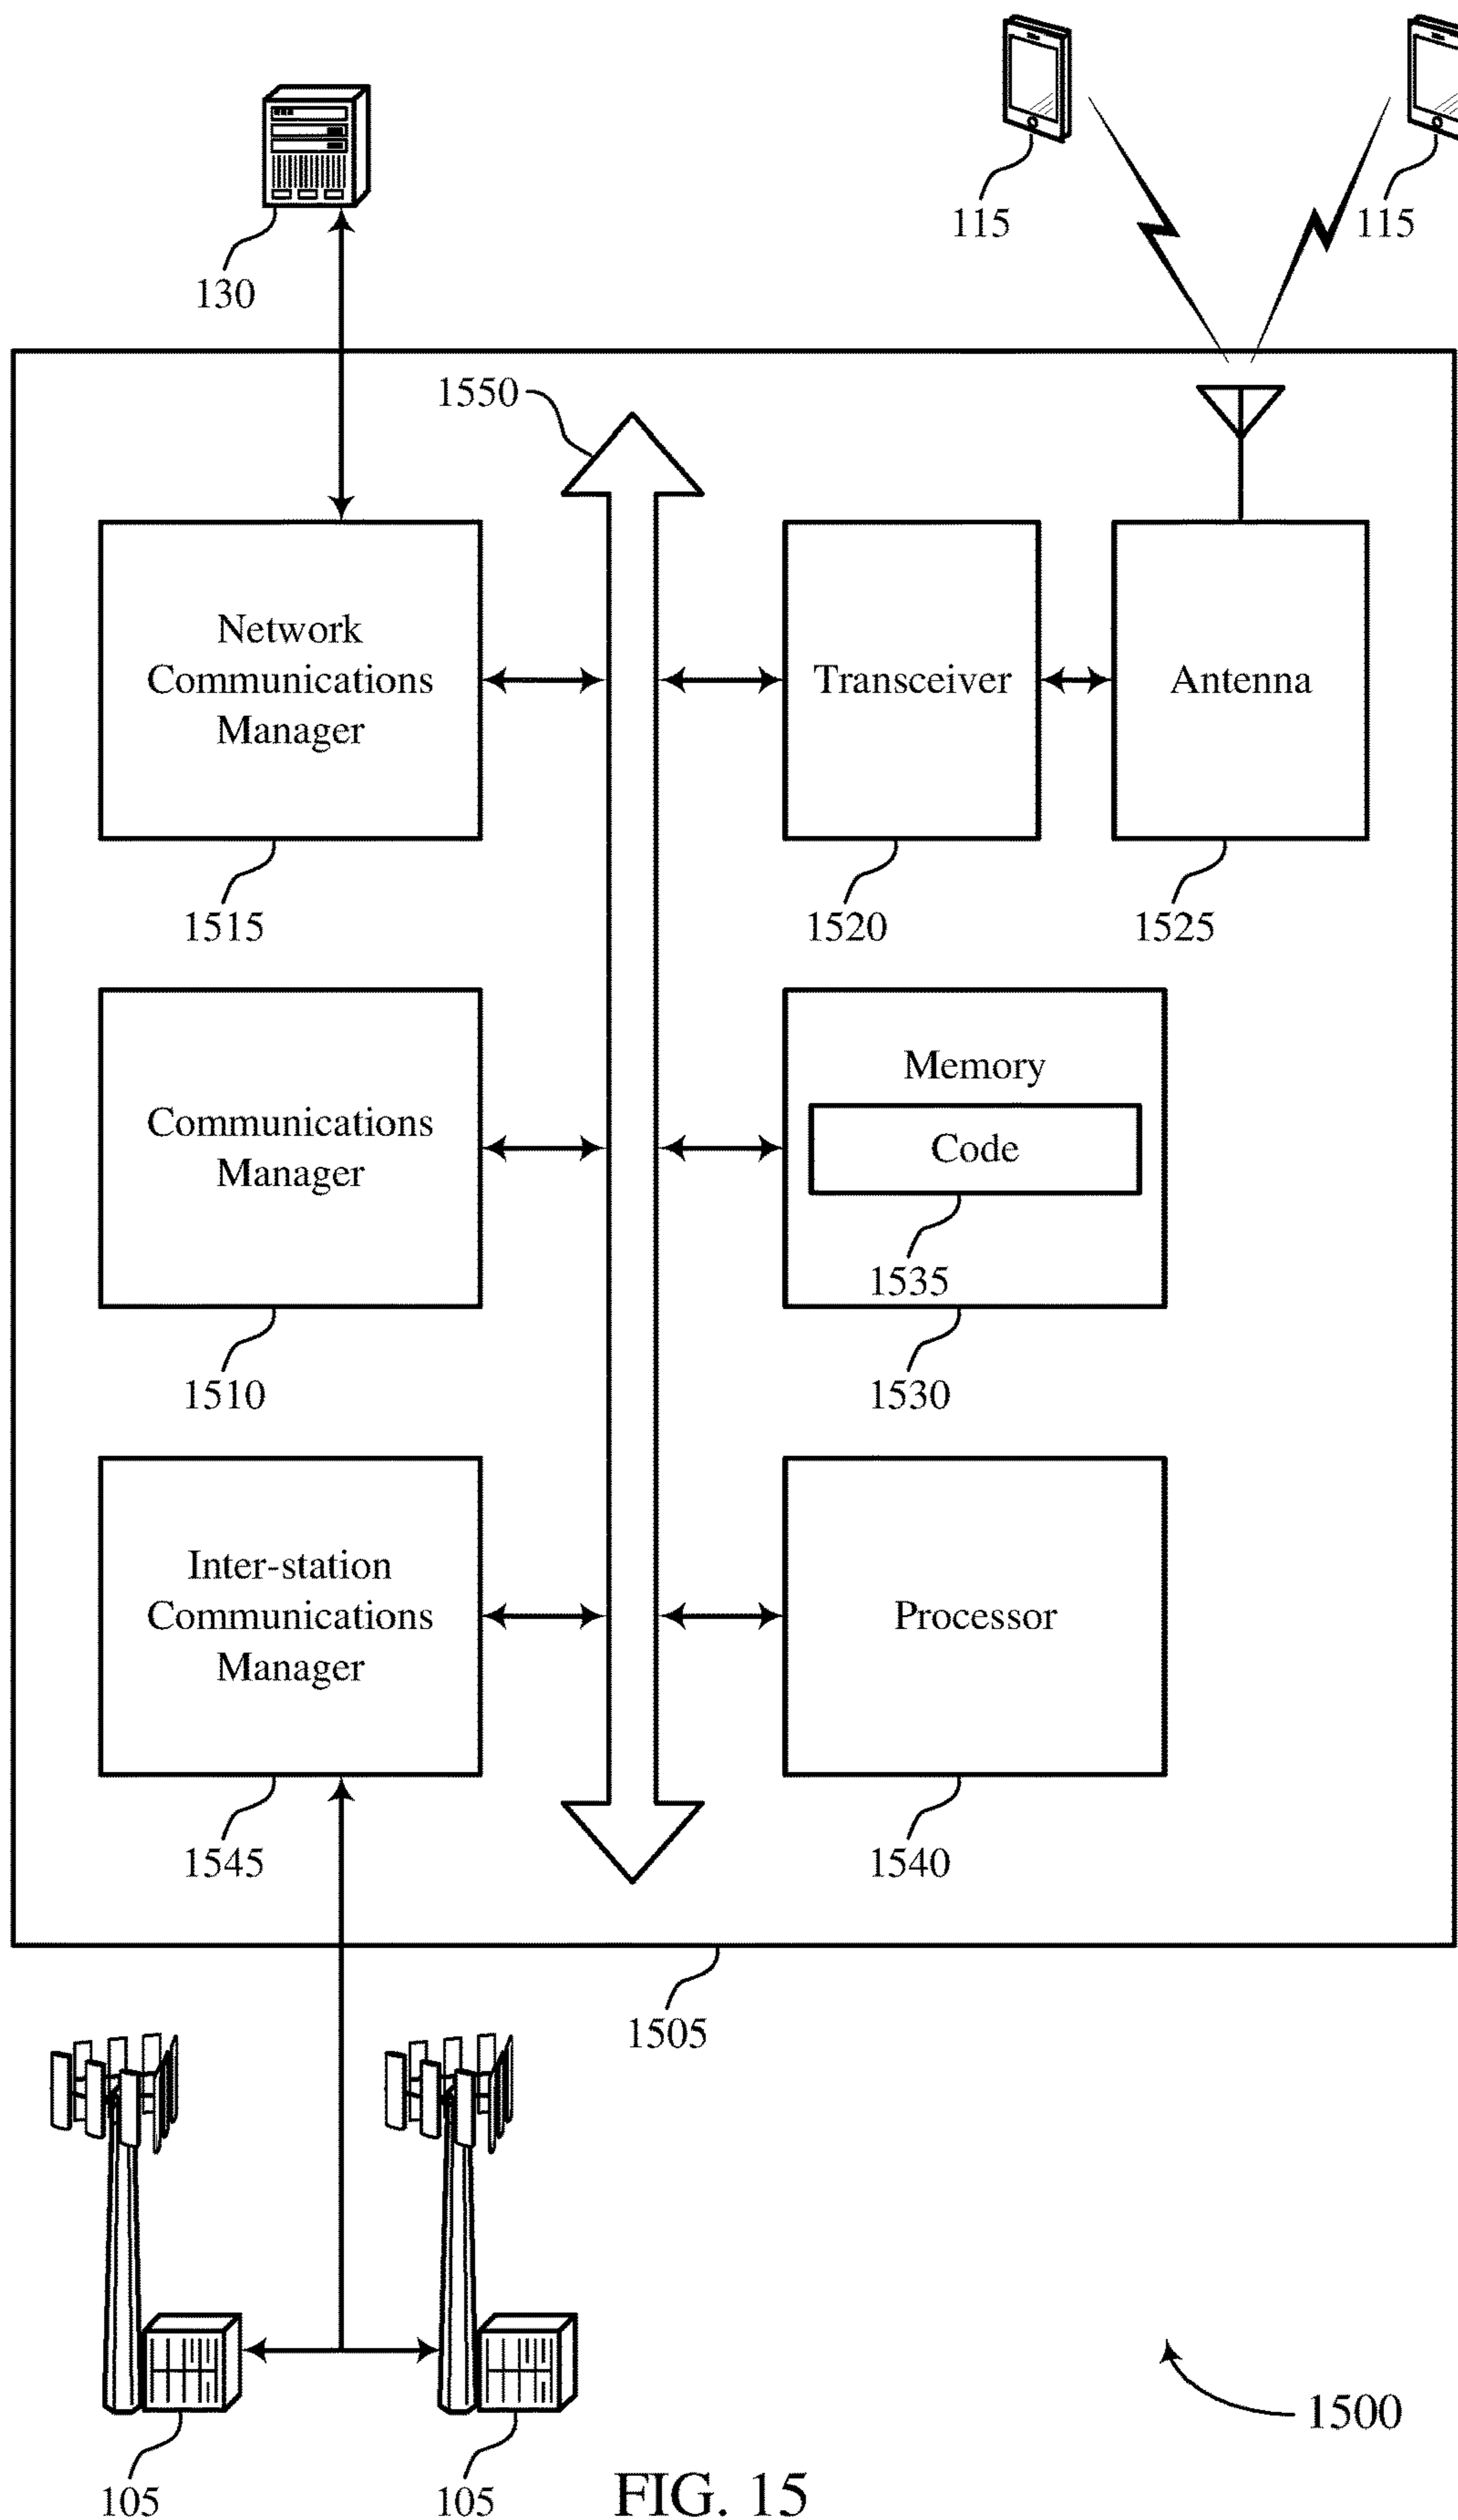 115
115
130
1550
Network
Communications
Manager
Transceiver
Antenna
1515
1520
1525
Communications
Manager
Memory
Code
1535
1510
1530
Inter-station
Communications
Manager
Processor
1545
1540
1505
1500
105
105
FIG. 15